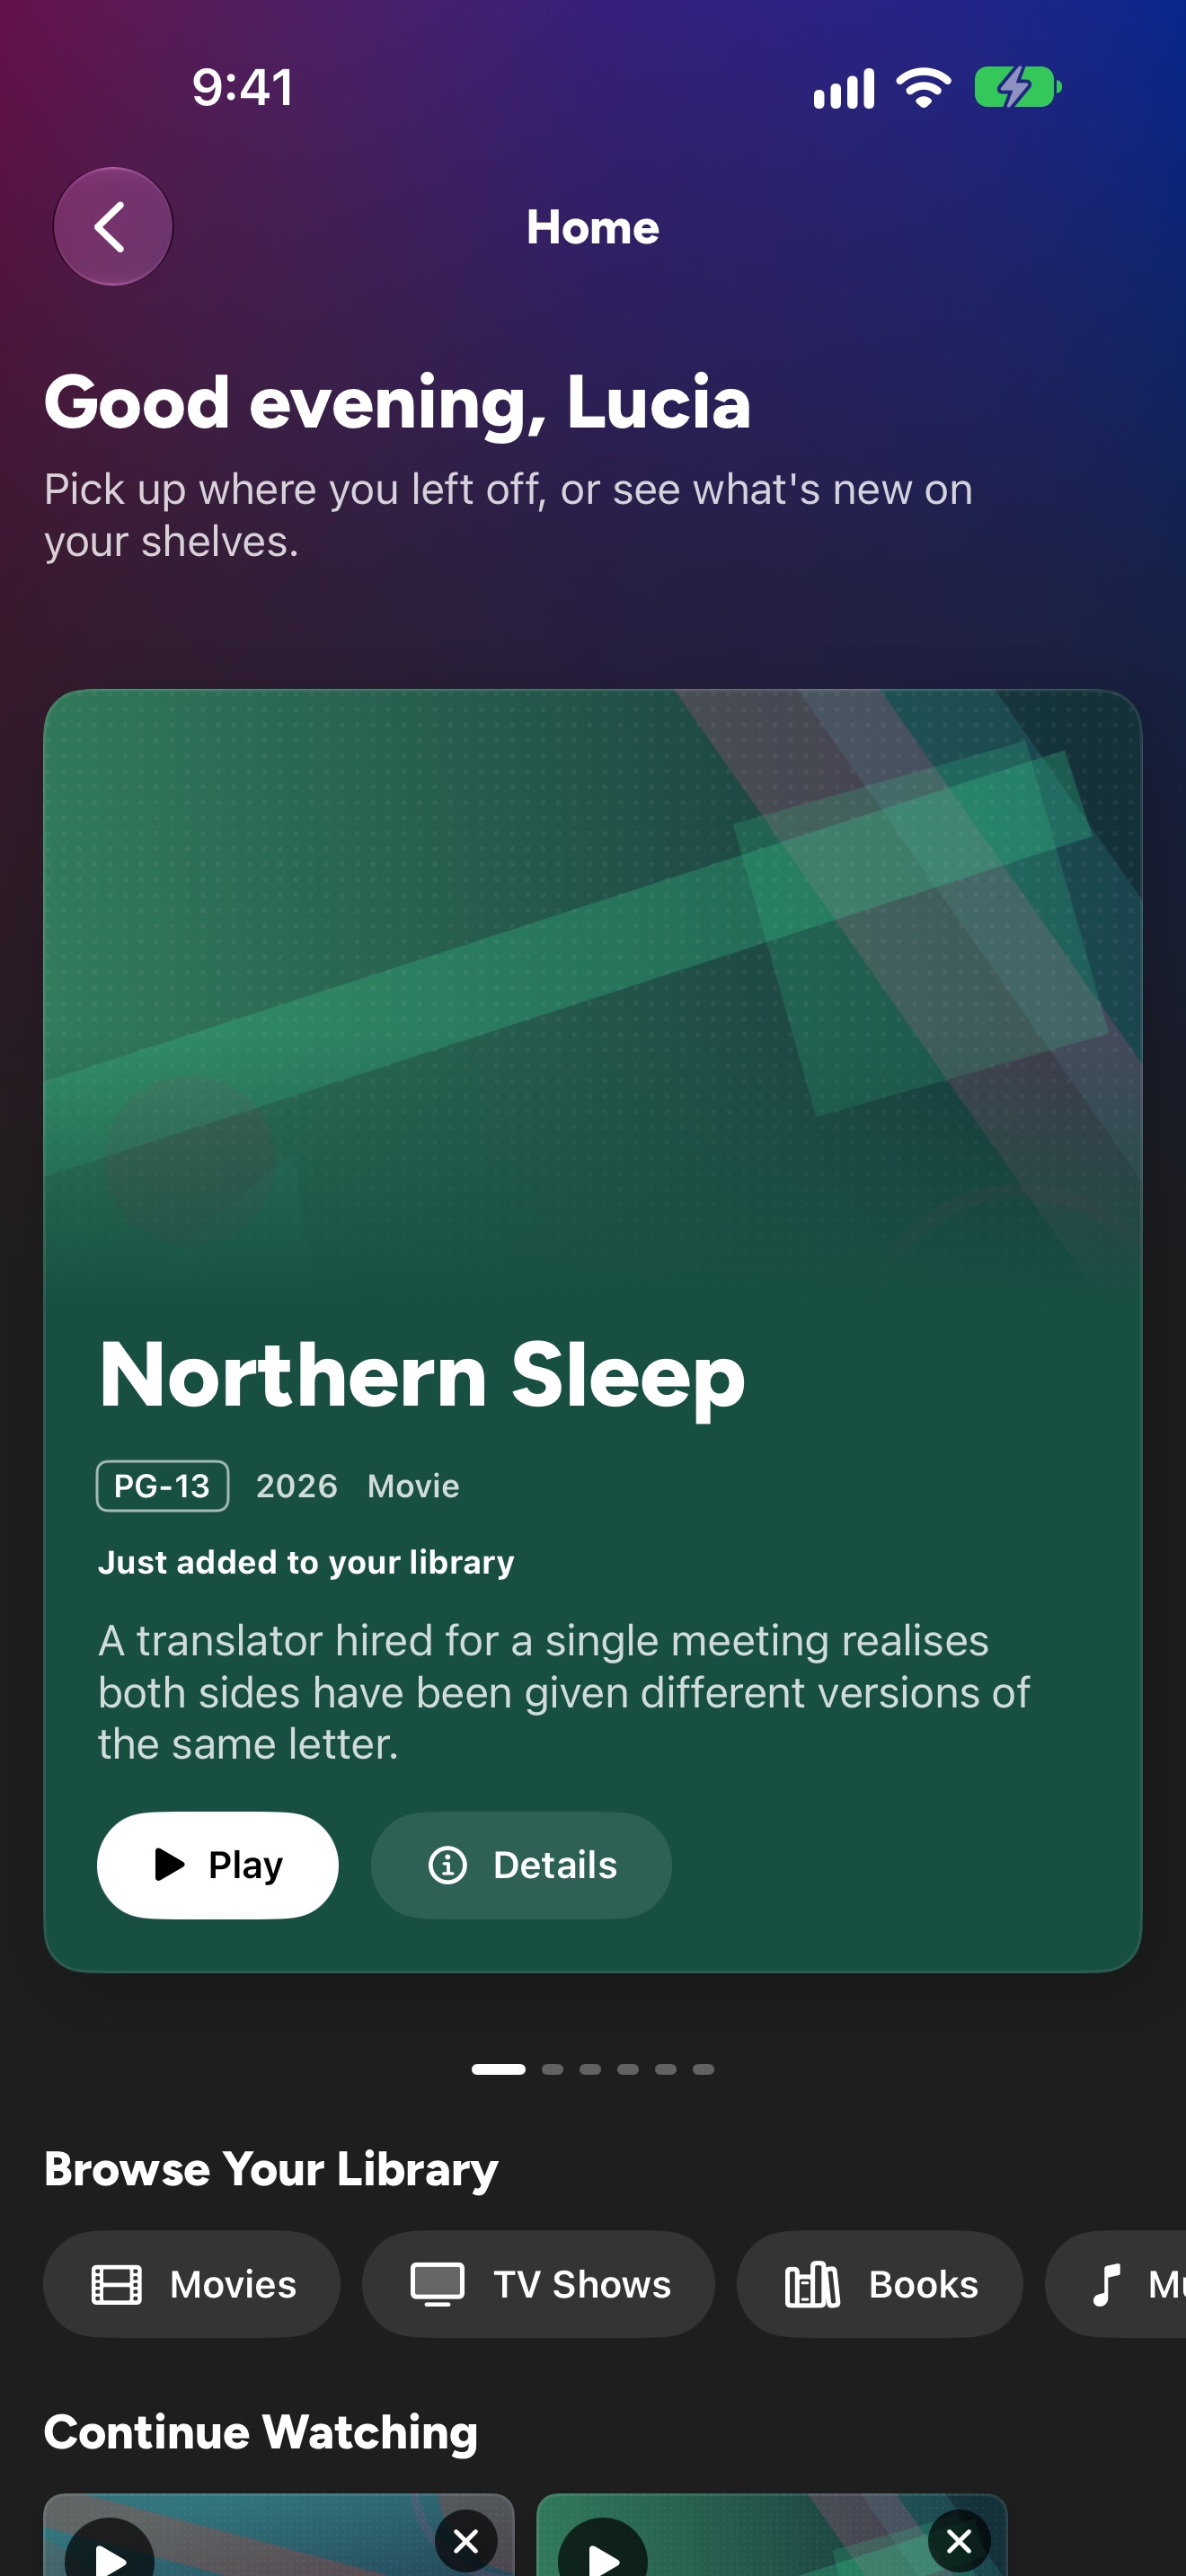 9:41
Home
Good evening, Lucia
Pick up where you left off, or see what's new on
your shelves.
Northern Sleep
PG-13 2026 Movie
Just added to your library
A translator hired for a single meeting realises
both sides have been given different versions of
the same letter.
Play Details
Browse Your Library
Movies TV Shows Books
Continue Watching